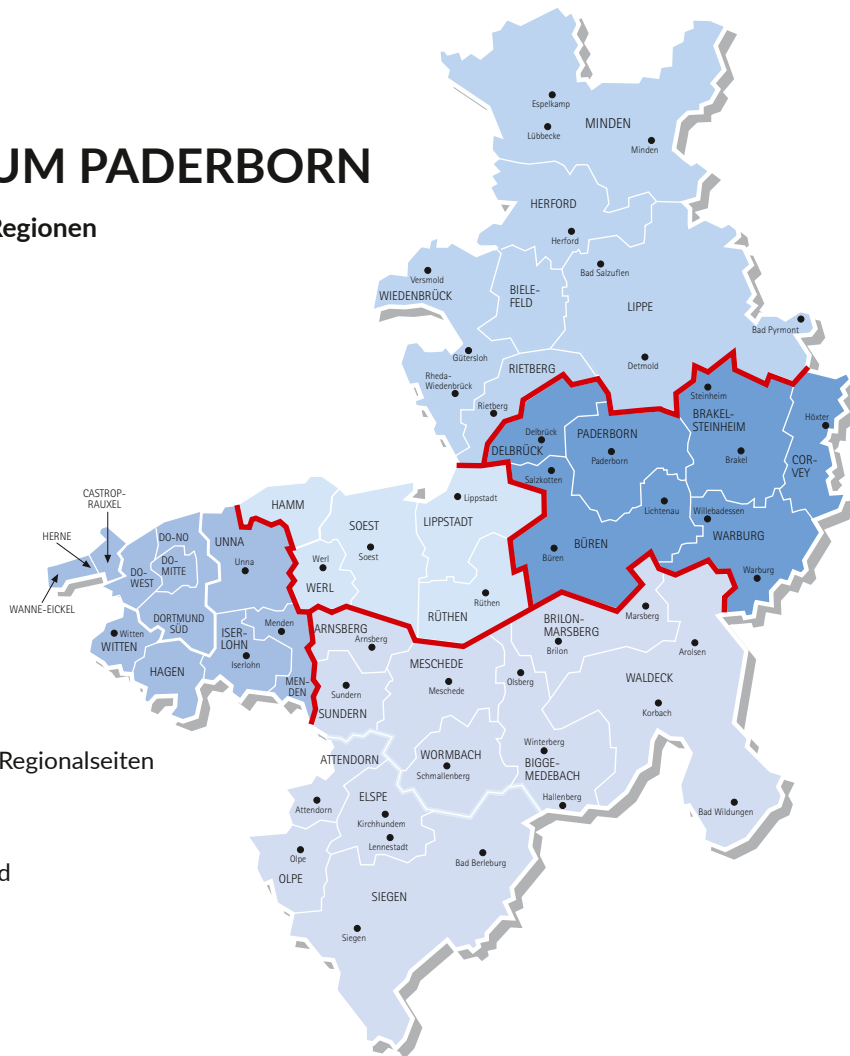 UM PADERBORN
Regionen
Espelkamp
MINDEN
Lübbecke
Minden
HERFORD
Herford
Versmold
WIEDENBRÜCK
BIELE-
FELD
Bad Salzuflen
LIPPE
Bad Pyrmont
Gütersloh
RIETBERG
Detmold
Rheda-
Wiedenbrück
Rietberg
Steinheim
BRAKEL-
STEINHEIM
Höxter
Delbrück
DELBRÜCK
PADERBORN
Paderborn
Brakel
COR-
VEY
Salzkotten
Lichtenau
Willebadessen
WARBURG
Warburg
BÜREN
Büren
CASTROP-
RAUXEL
HERNE
WANNE-EICKEL
HAMM
SOEST
Soest
LIPPSTADT
Lippstadt
Werl
WERL
RÜTHEN
Rüthen
DO-NO
DO-
MITTE
DO-
WEST
UNNA
Unna
DORTMUND
SÜD
Witten
WITTEN
HAGEN
ISER-
LOHN
Iserlohn
Menden
MEN-
DEN
ARNSBERG
Arnsberg
Sundern
SUNDERN
MESCHEDE
Meschede
BRILON-
MARSBERG
Brilon
Marsberg
Olsberg
Arolsen
WALDECK
Korbach
Regionalseiten
ATTENDORN
Attendorn
WORMBACH
Schmallenberg
Winterberg
BIGGE-
MEDEBACH
Hallenberg
Bad Wildungen
ELSPE
Kirchhundem
Lennestadt
Olpe
OLPE
Bad Berleburg
d
SIEGEN
Siegen